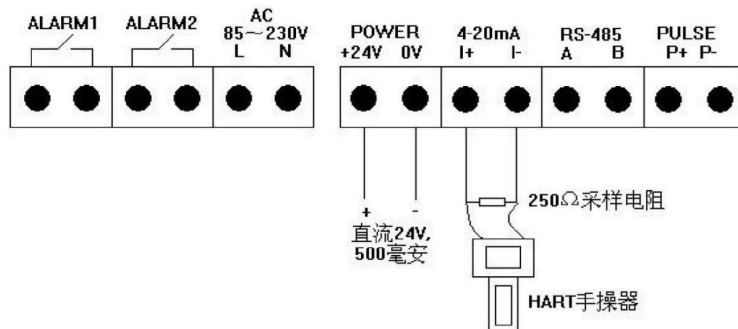 ALARM1 ALARM2 AC POWER 4-20mA RS-485 PULSE
85～230V
L N +24V 0V I+ I- A B P+ P-
+ -
直流24V,
500毫安
250Ω采样电阻
HART手操器